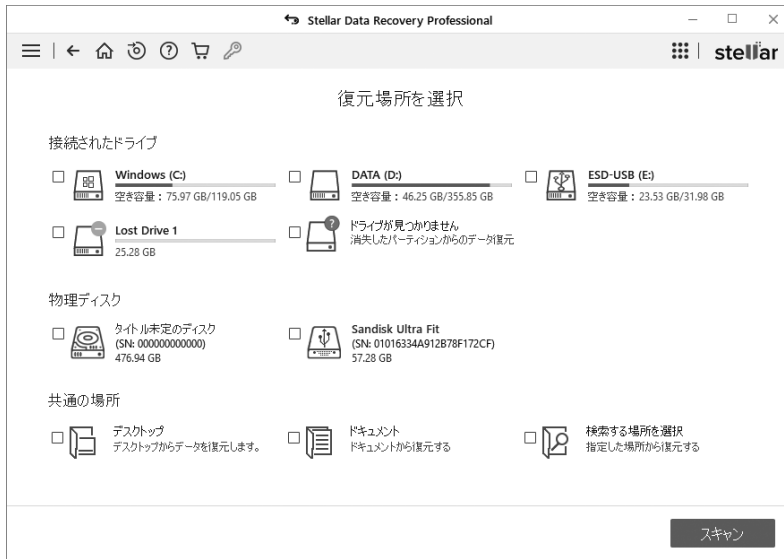 Stellar Data Recovery Professional
stellar
復元場所を選択
接続されたドライブ
Windows (C:)
空き容量：75.97 GB/119.05 GB
DATA (D:)
空き容量：46.25 GB/355.85 GB
ESD-USB (E:)
空き容量：23.53 GB/31.98 GB
Lost Drive 1
25.28 GB
ドライブが見つかりません
消失したパーティションからのデータ復元
物理ディスク
タイトル未定のディスク
(SN: 000000000000)
476.94 GB
Sandisk Ultra Fit
(SN: 01016334A912B78F172CF)
57.28 GB
共通の場所
デスクトップ
デスクトップからデータを復元します。
ドキュメント
ドキュメントから復元する
検索する場所を選択
指定した場所から復元する
スキャン